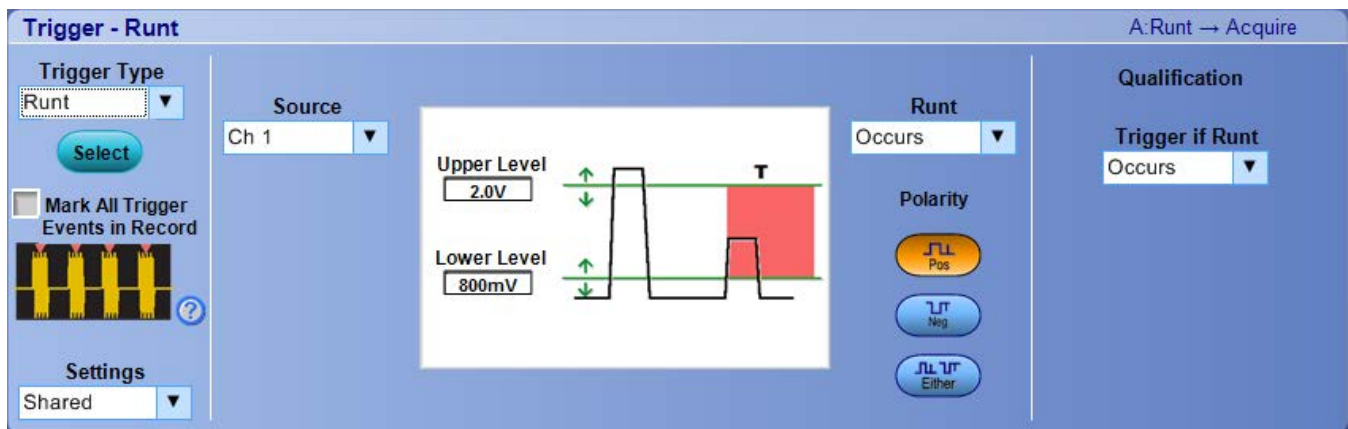 Trigger - Runt
A:Runt → Acquire
Trigger Type
Runt
Select
Mark All Trigger
Events in Record
?
Settings
Shared
Source
Ch 1
Upper Level
2.0V
Lower Level
800mV
T
Runt
Occurs
Polarity
Pos
Neg
Either
Qualification
Trigger if Runt
Occurs